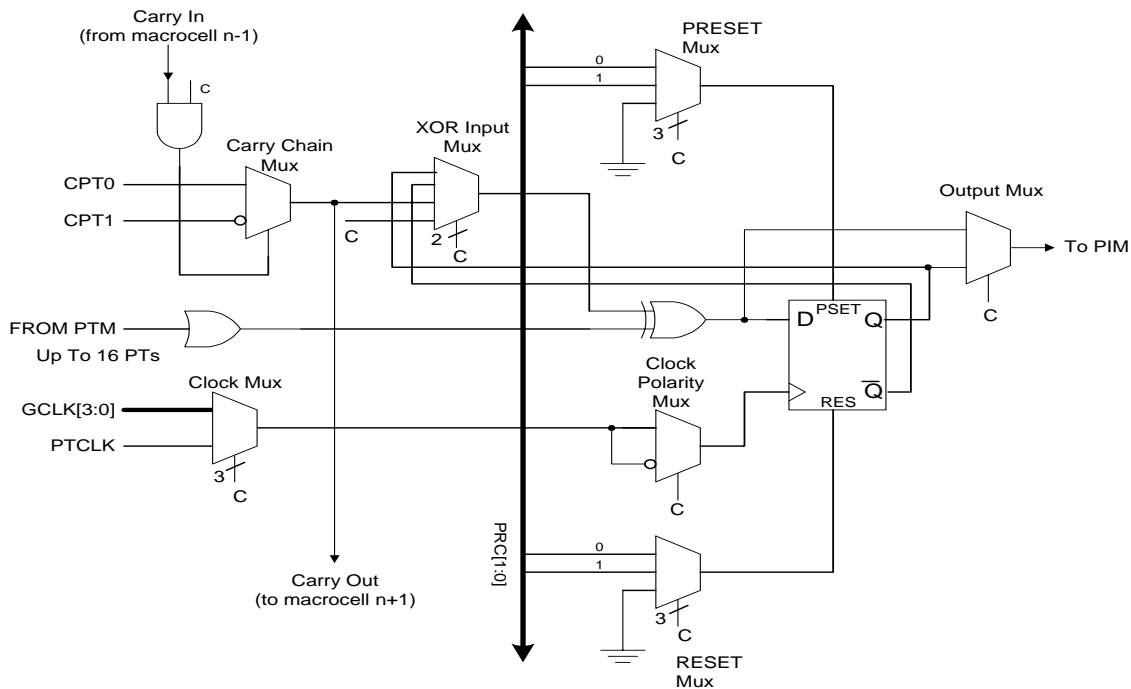 Carry In
(from macrocell n-1)
C
PRESET
Mux
0
1
3
C
XOR Input
Mux
Carry Chain
Mux
CPT0
CPT1
C
2
C
Output Mux
To PIM
C
FROM PTM
Up To 16 PTs
D
PSET
Q
Q
RES
Clock
Polarity
Mux
C
Clock Mux
GCLK[3:0]
PTCLK
3
C
PRC[1:0]
0
1
3
C
RESET
Mux
Carry Out
(to macrocell n+1)